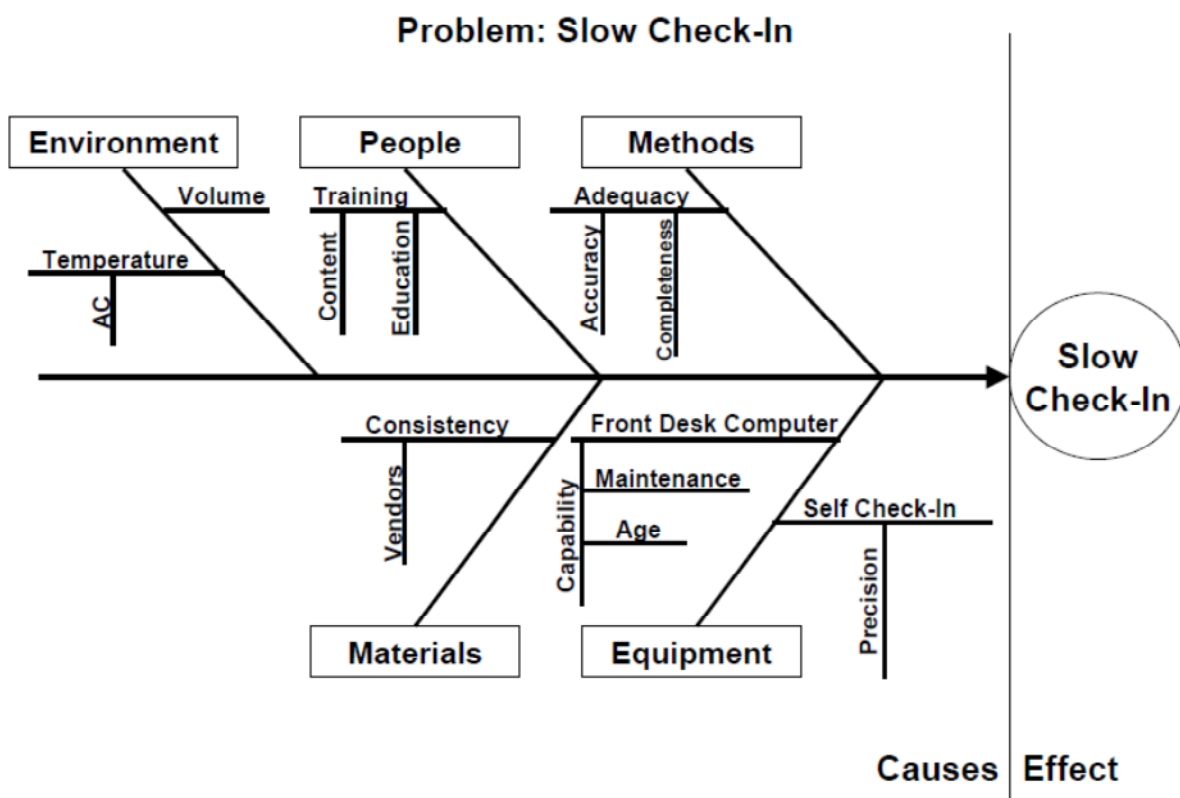 Problem: Slow Check-In
Environment
People
Methods
Volume
Training
Adequacy
Temperature
AC
Content
Education
Accuracy
Completeness
Slow
Check-In
Consistency
Front Desk Computer
Vendors
Capability
Maintenance
Age
Self Check-In
Precision
Materials
Equipment
Causes
Effect